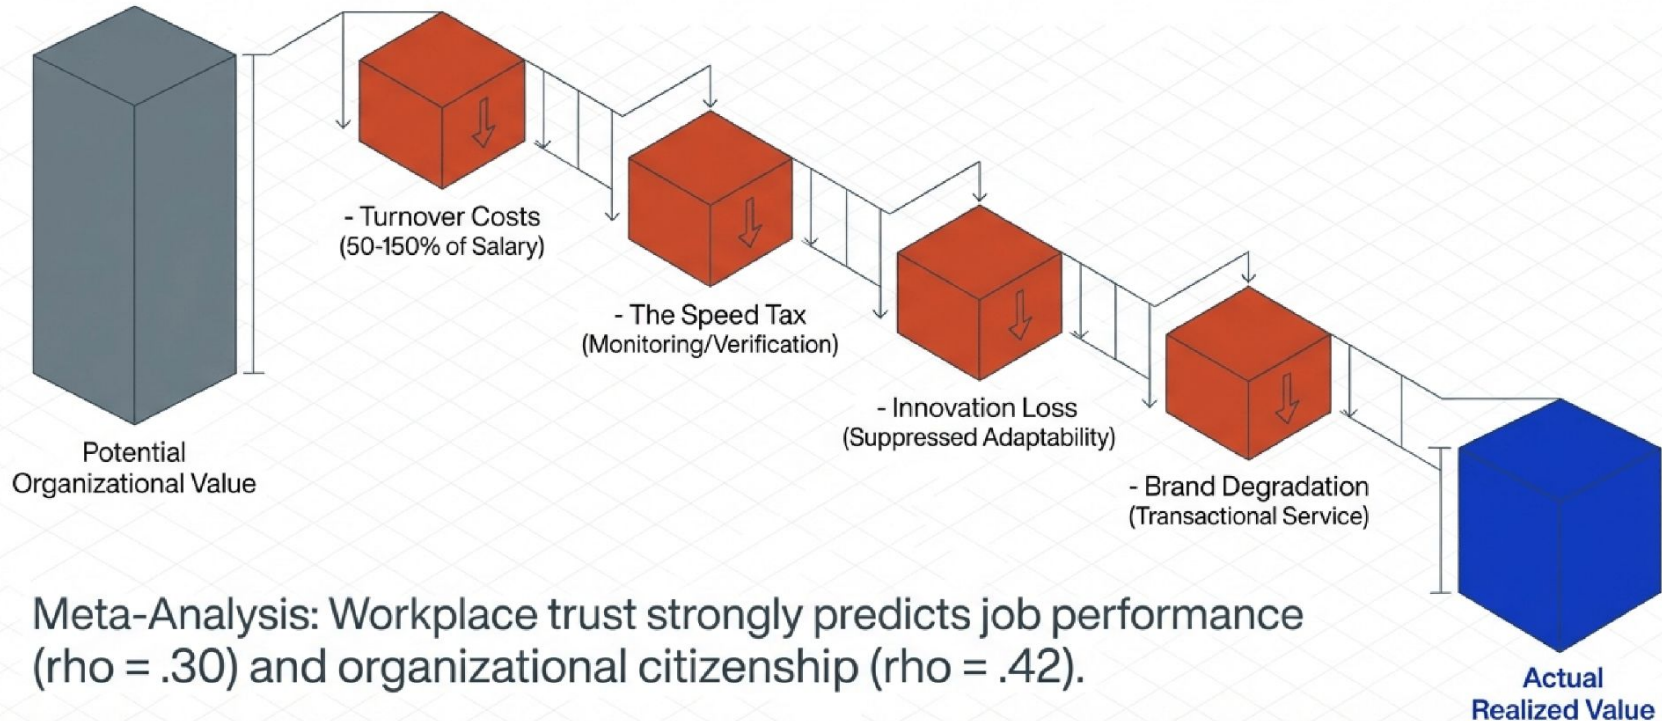 Potential
Organizational Value
- Turnover Costs
(50-150% of Salary)
- The Speed Tax
(Monitoring/Verification)
- Innovation Loss
(Suppressed Adaptability)
- Brand Degradation
(Transactional Service)
Actual
Realized Value
Meta-Analysis: Workplace trust strongly predicts job performance
(rho = .30) and organizational citizenship (rho = .42).